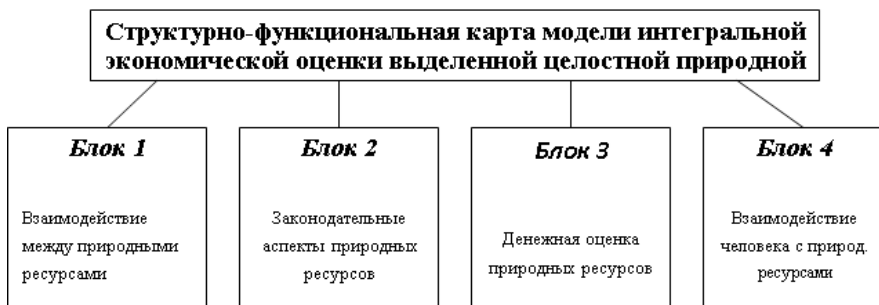 Структурно-функциональная карта модели интегральной
экономической оценки выделенной целостной природной
Блок 1
Взаимодействие
между природными
ресурсами
Блок 2
Законодательные
аспекты природных
ресурсов
Блок 3
Денежная оценка
природных ресурсов
Блок 4
Взаимодействие
человека с природ.
ресурсами